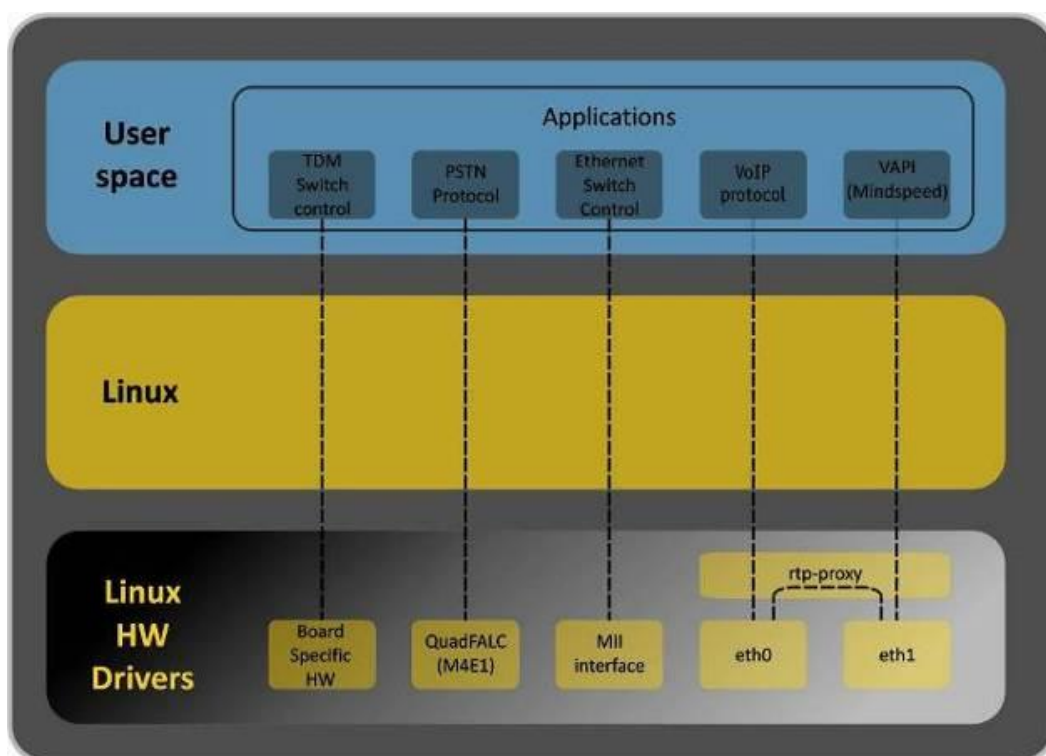 User
space
Applications
TDM
Switch
control
PSTN
Protocol
Ethernet
Switch
Control
VoIP
protocol
VAPI
(Mindspeed)
Linux
Linux
HW
Drivers
rtp-proxy
Board
Specific
HW
QuadFALC
(M4E1)
MII
interface
eth0
eth1